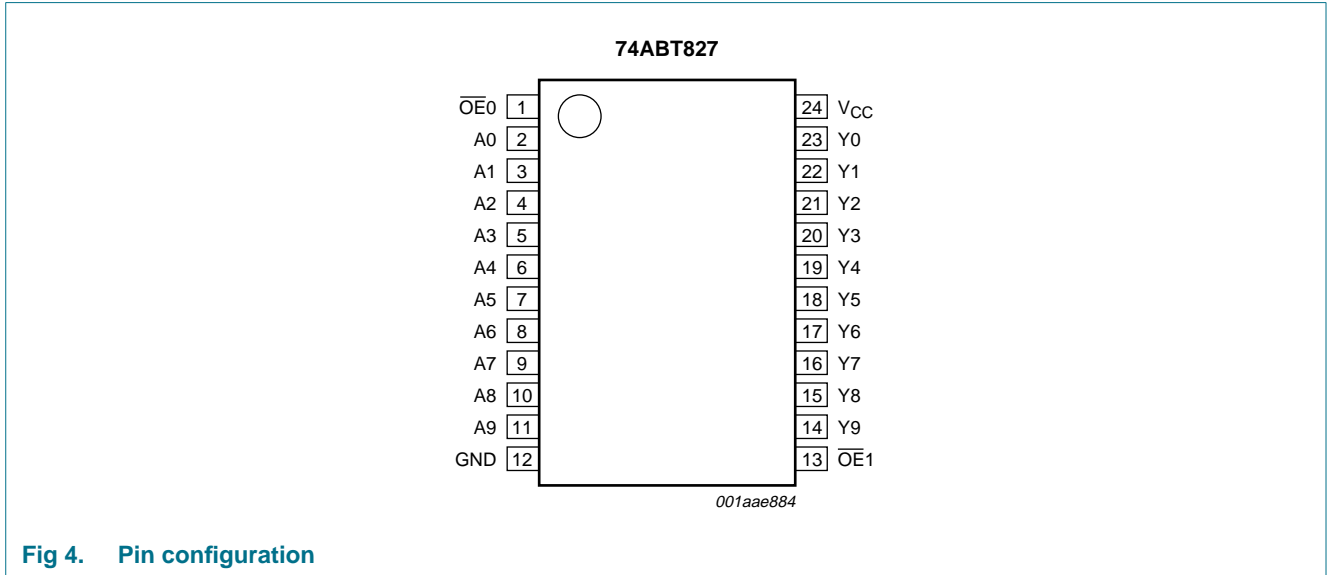 74ABT827
O̅E̅0 1 24 VCC
A0 2 23 Y0
A1 3 22 Y1
A2 4 21 Y2
A3 5 20 Y3
A4 6 19 Y4
A5 7 18 Y5
A6 8 17 Y6
A7 9 16 Y7
A8 10 15 Y8
A9 11 14 Y9
GND 12 13 O̅E̅1
001aae884
Fig 4. Pin configuration